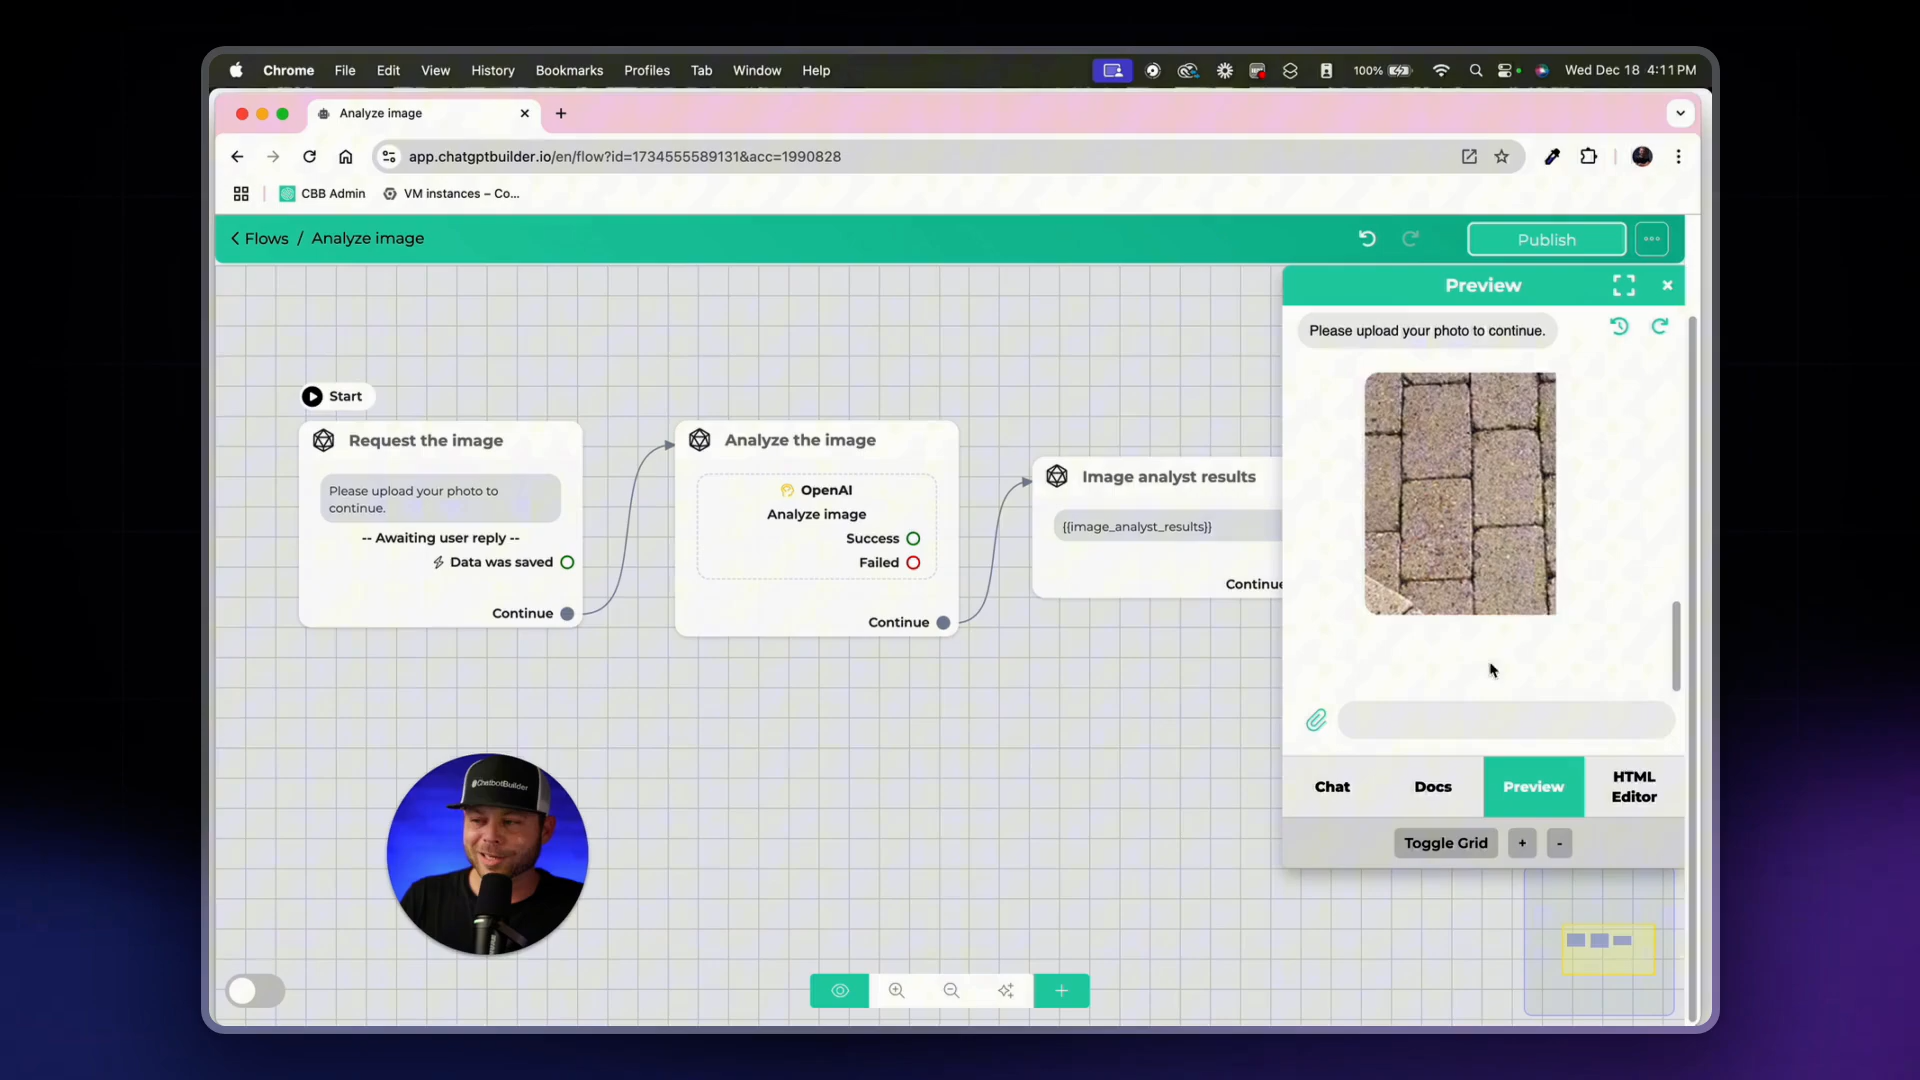 Chrome File Edit View History Bookmarks Profiles Tab Window Help 100% Wed Dec 18 4:11 PM
Analyze image
app.chatgptbuilder.io/en/flow?id=1734555589131&acc=1990828
CBB Admin VM instances – Co...
Flows / Analyze image Publish
Preview
Please upload your photo to continue.
Start
Request the image
Please upload your photo to
continue.
-- Awaiting user reply --
Data was saved
Continue
Analyze the image
OpenAI
Analyze image
Success
Failed
Continue
Image analyst results
{{image_analyst_results}}
Continue
Chat Docs Preview HTML
Editor
Toggle Grid + -
#ChatbotBuilder